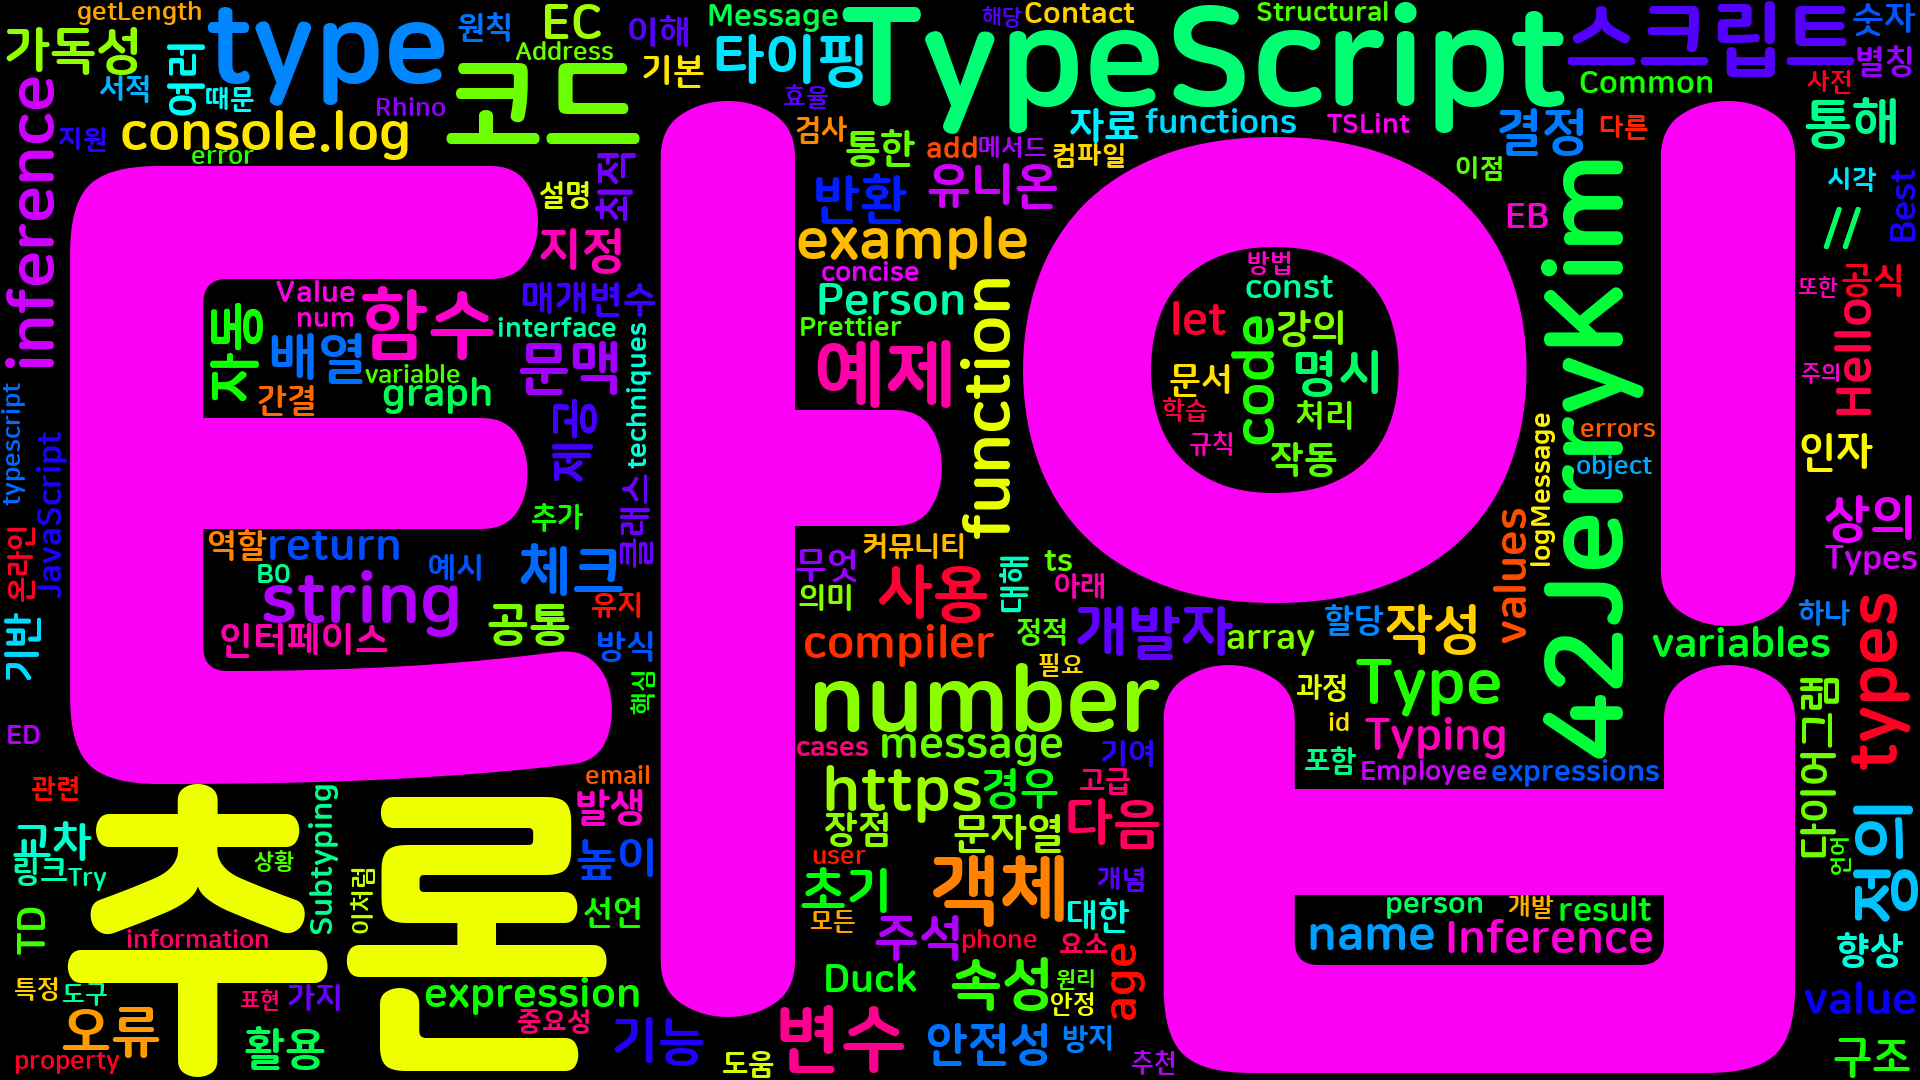 getLength
type
원칙
EC
Message
해당
Contact
Structural
TypeScript
스크립트
숫자
가독성
여러
Address
이해
타이핑
기본
별칭
서적
때문
코드
효율
Common
사전
Rhino
inference
지원
console.log
error
검사
통한
add
메서드
자료
컴파일
functions
TSLint
결정
다른
통해
이점
설명
저척
반환
유니온
시각
Best
//
EB
42JerryKim
지정
example
방법
concise
const
공식
또한
Hello
Value
num
함수
매개변수
Person
Prettier
interface
function
let
code
강의
자동
배열
variable
문맥
techniques
예제
명시
주의
간결
graph
문서
학습
처리
typescript
JavaScript
제공
규칙
작동
logMessage
errors
object
인자
타입
클래스
추가
values
상의
온라인
역할
return
BO
예시
체크
무엇
커뮤니티
대해
ts
아래
Types
string
유지
의미
사용
하나
기반
인터페이스
공통
방식
compiler
정적
개발자
array
할당
작성
variables
types
핵심
number
필요
과정
Type
다이어그램
ED
id
Typing
cases
message
기여
포함
Employee
expressions
관련
email
https
경우
고급
추론
발생
장점
문자열
다음
정의
교차
링크
Try
상황
Subtyping
이처럼
높이
user
초기
객체
개념
언어
TD
선언
모든
대한
person
개발
result
information
주석
phone
요소
name
Inference
향상
특정
도구
표현
가지
expression
Duck
속성
원리
안정
age
value
오류
활용
중요성
기능
변수
안전성
방지
property
도움
추천
구조